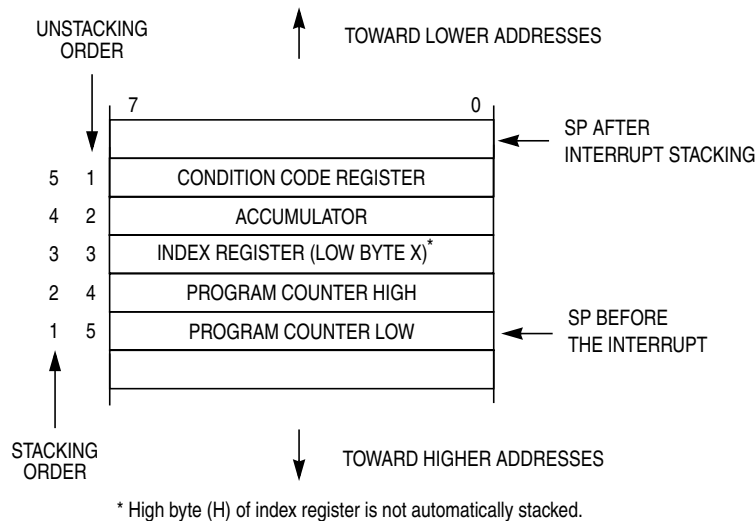 UNSTACKING
ORDER
TOWARD LOWER ADDRESSES
7 0
SP AFTER
INTERRUPT STACKING
5 1 CONDITION CODE REGISTER
4 2 ACCUMULATOR
3 3 INDEX REGISTER (LOW BYTE X)*
2 4 PROGRAM COUNTER HIGH
1 5 PROGRAM COUNTER LOW
SP BEFORE
THE INTERRUPT
STACKING
ORDER
TOWARD HIGHER ADDRESSES
* High byte (H) of index register is not automatically stacked.